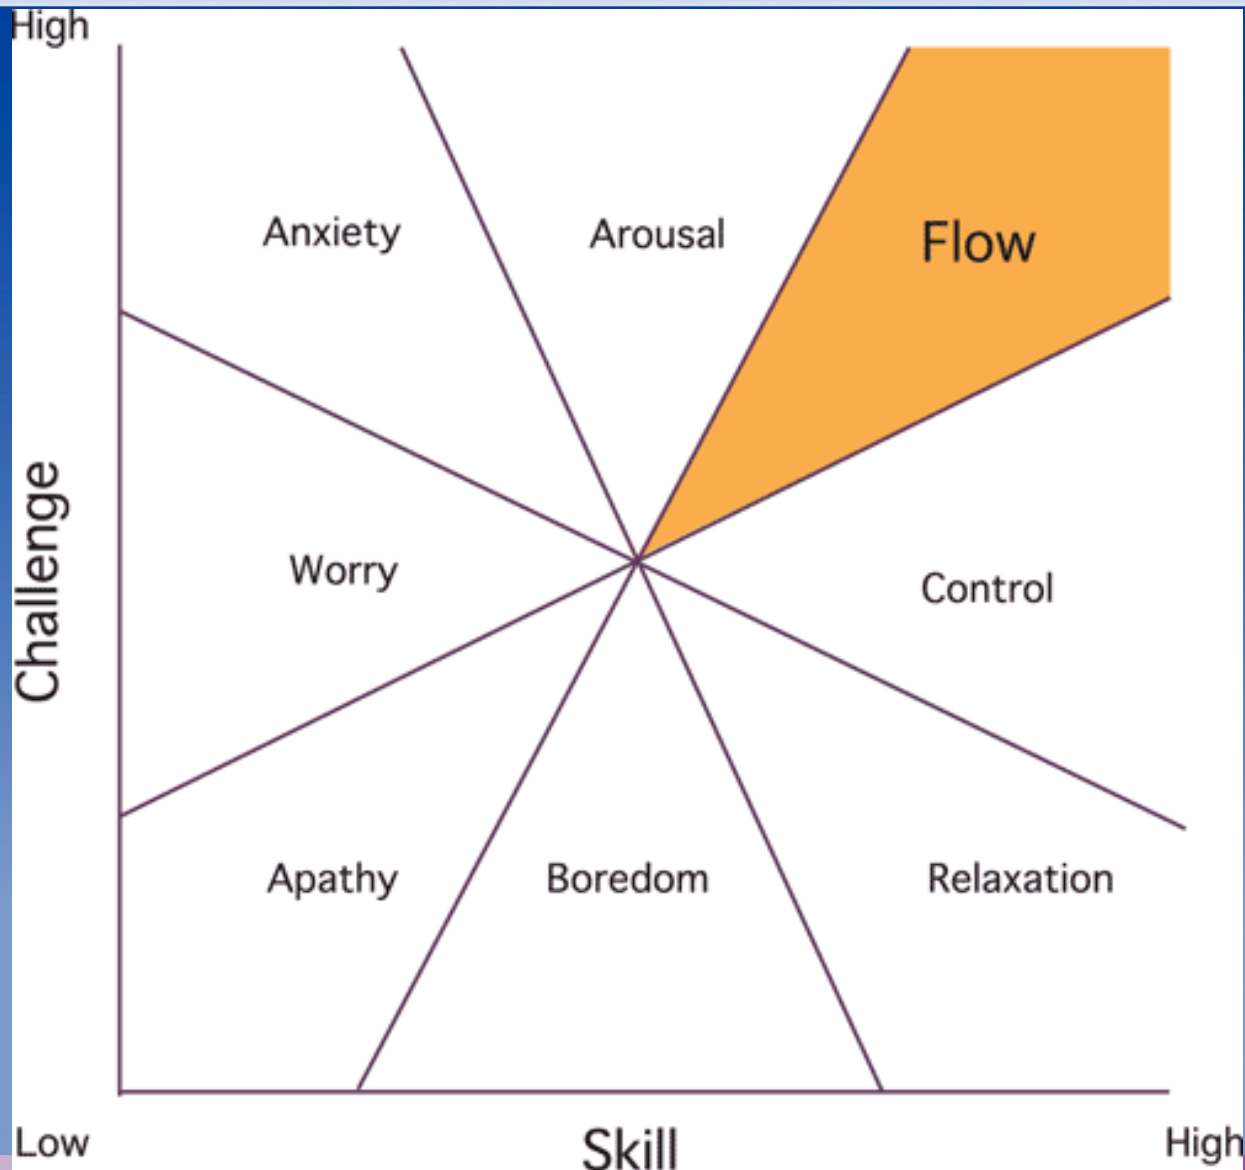 High
Anxiety
Arousal
Flow
Challenge
Worry
Control
Apathy
Boredom
Relaxation
Low
Skill
High